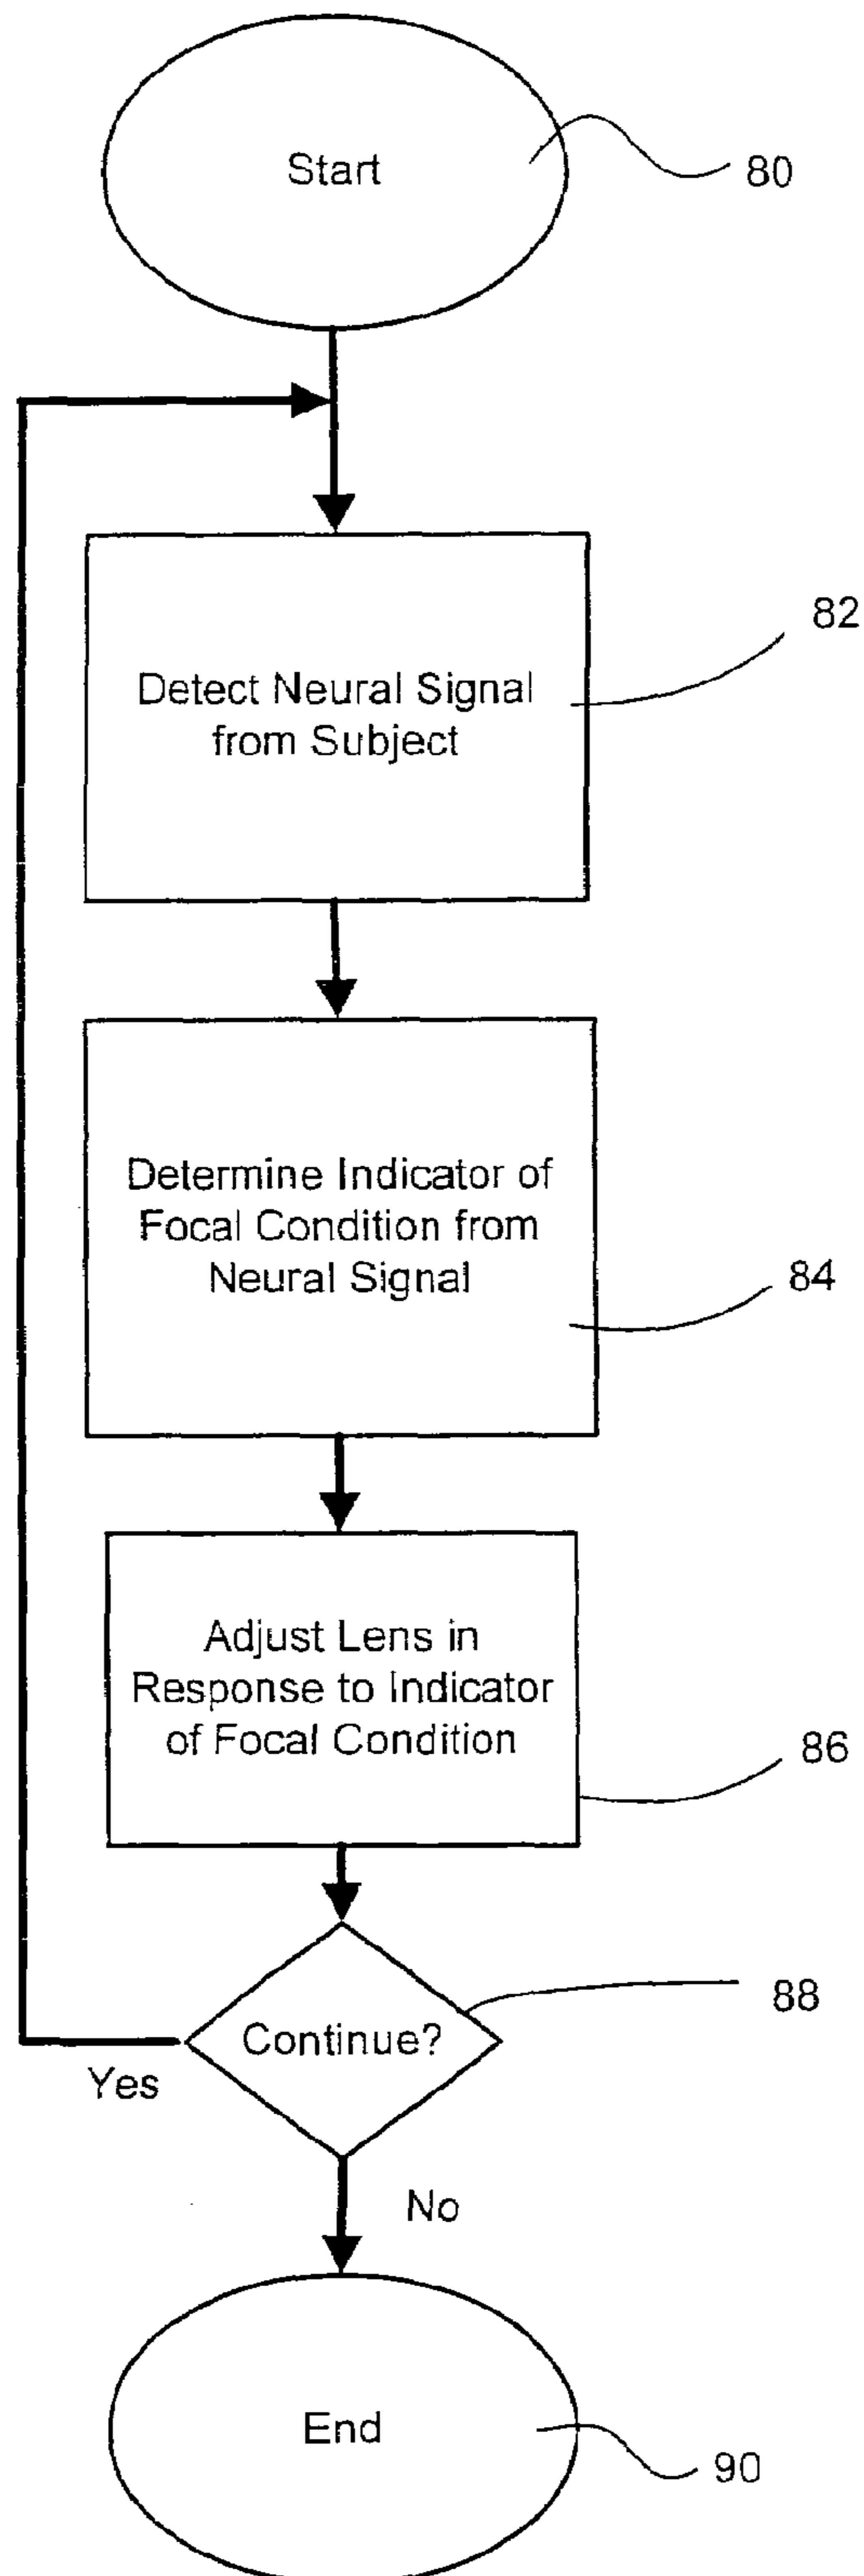 Start
80
82
Detect Neural Signal
from Subject
Determine Indicator of
Focal Condition from
Neural Signal
84
Adjust Lens in
Response to Indicator
of Focal Condition
86
88
Continue?
Yes
No
End
90